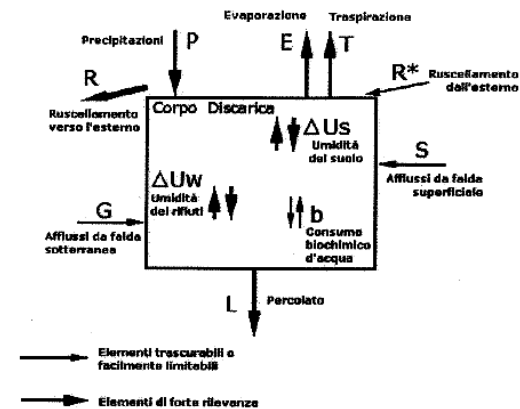 Evaporazione
Traspirazione
Precipitazioni
P
E
T
R
R*
Ruscellamento
dall'esterno
Ruscellamento
verso l'esterno
Corpo Discarica
ΔUs
Umidità
del suolo
S
Afflussi da falda
superficiale
ΔUw
Umidità
dei rifiuti
G
Afflussi da falda
sotterranea
b
Consumo
biochimico
d'acqua
L
Percolato
Elementi trascurabili o
facilmente limitabili
Elementi di forte rilevanza